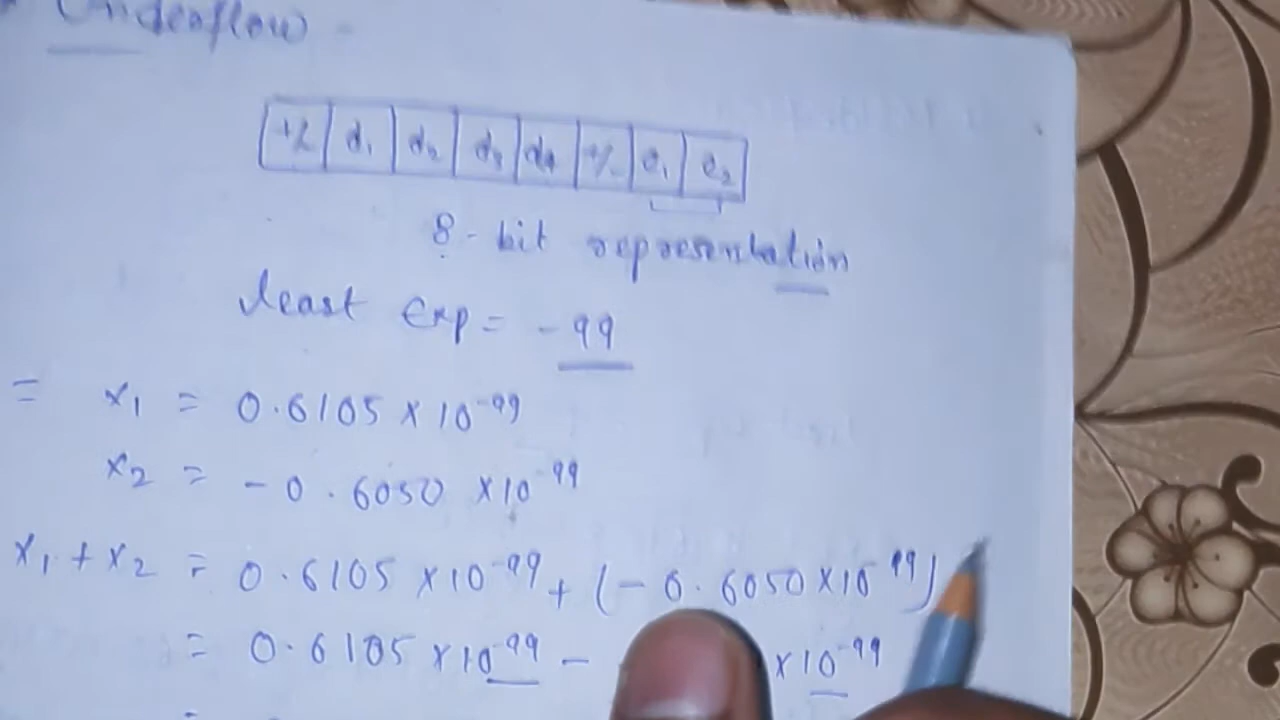 Underflow -
+/- d1 d2 d3 d4 +/- e1 e2
8-bit representation
least Exp = -99
= x1 = 0.6105 × 10^-99
x2 = -0.6050 × 10^-99
x1 + x2 = 0.6105 × 10^-99 + (-0.6050 × 10^-99)
= 0.6105 × 10^-99 - × 10^-99
=